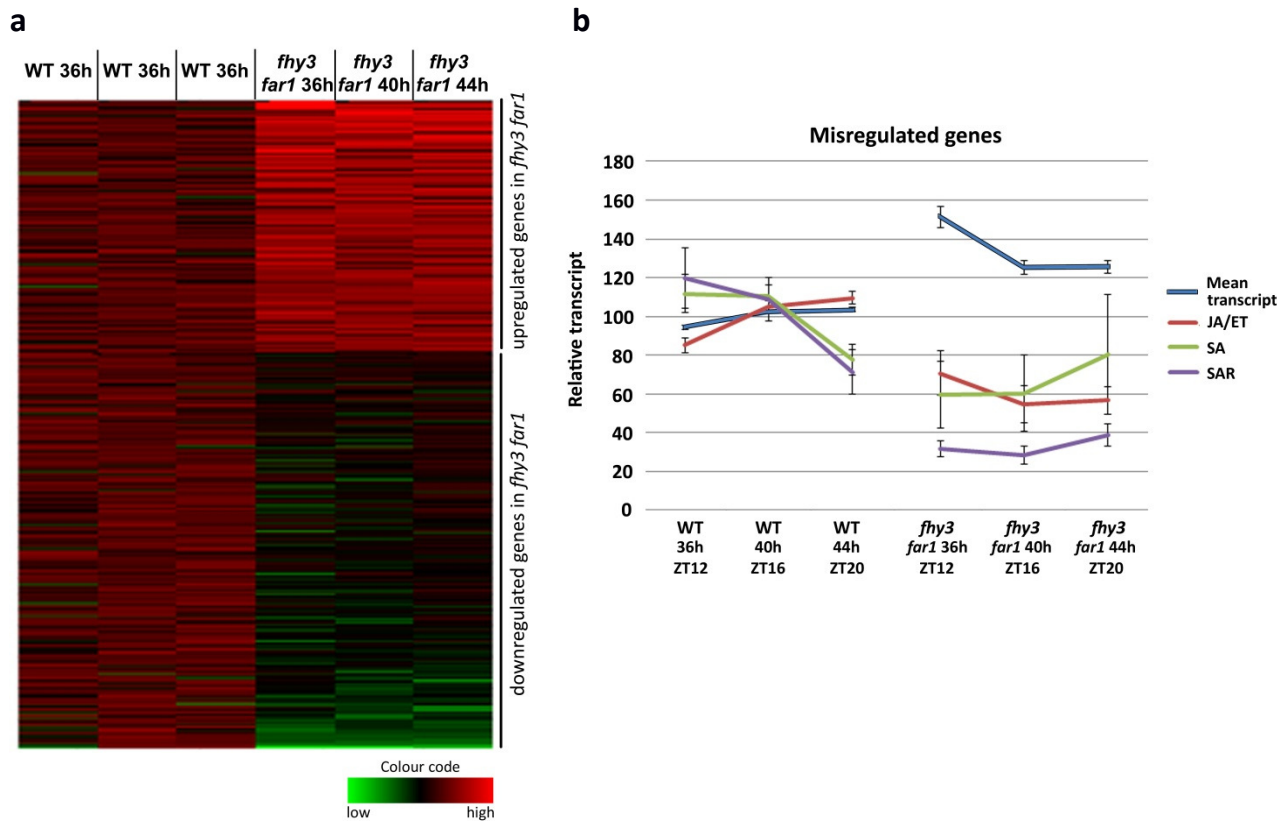 a
WT 36h WT 36h WT 36h fhy3 far1 36h fhy3 far1 40h fhy3 far1 44h
upregulated genes in fhy3 far1
downregulated genes in fhy3 far1
Colour code
low high
b
Misregulated genes
Relative transcript
180
160
140
120
100
80
60
40
20
0
WT 36h ZT12
WT 40h ZT16
WT 44h ZT20
fhy3 far1 36h ZT12
fhy3 far1 40h ZT16
fhy3 far1 44h ZT20
Mean
transcript
JA/ET
SA
SAR